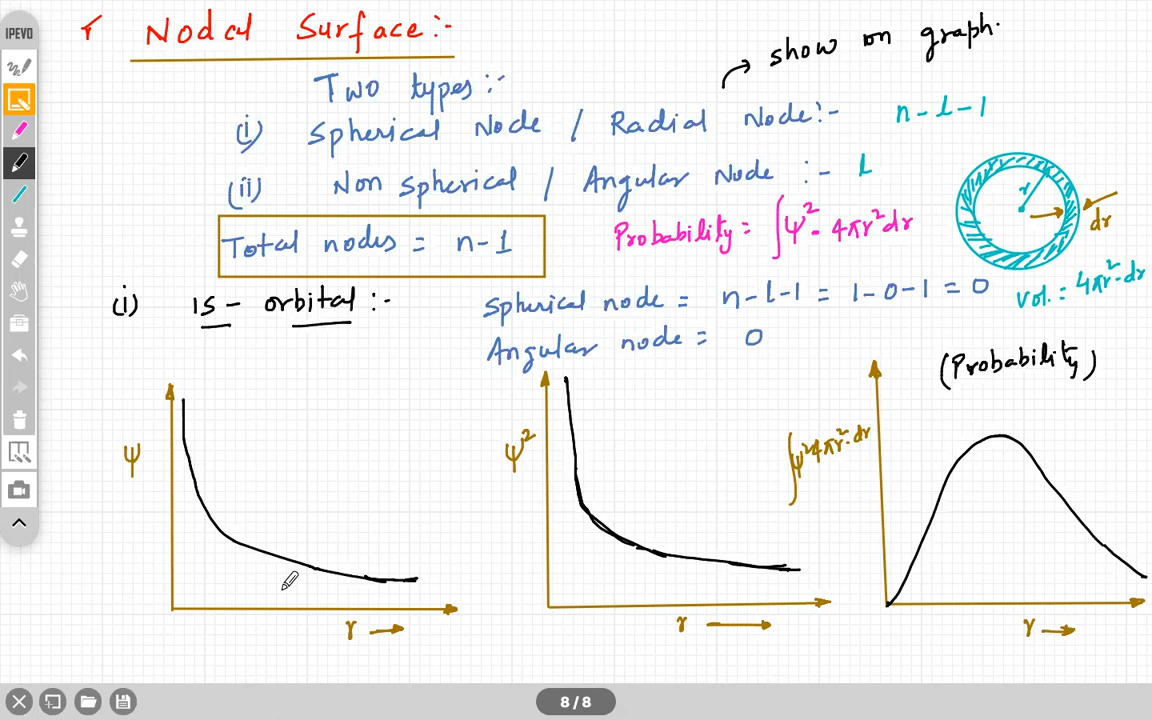 IPEVO
Nodal Surface:-
show on graph.
Two types:-
(i) Spherical Node / Radial Node:- n-l-1
(ii) Non spherical / Angular Node :- l
r
dr
Probability = ∫ψ²·4πr²dr
Total nodes = n-1
vol. = 4πr²·dr
(i) 1s - orbital :-
Spherical node = n-l-1 = 1-0-1 = 0
Angular node = 0
(Probability)
ψ
ψ²
∫ψ²4πr²·dr
r
r
r
8/8